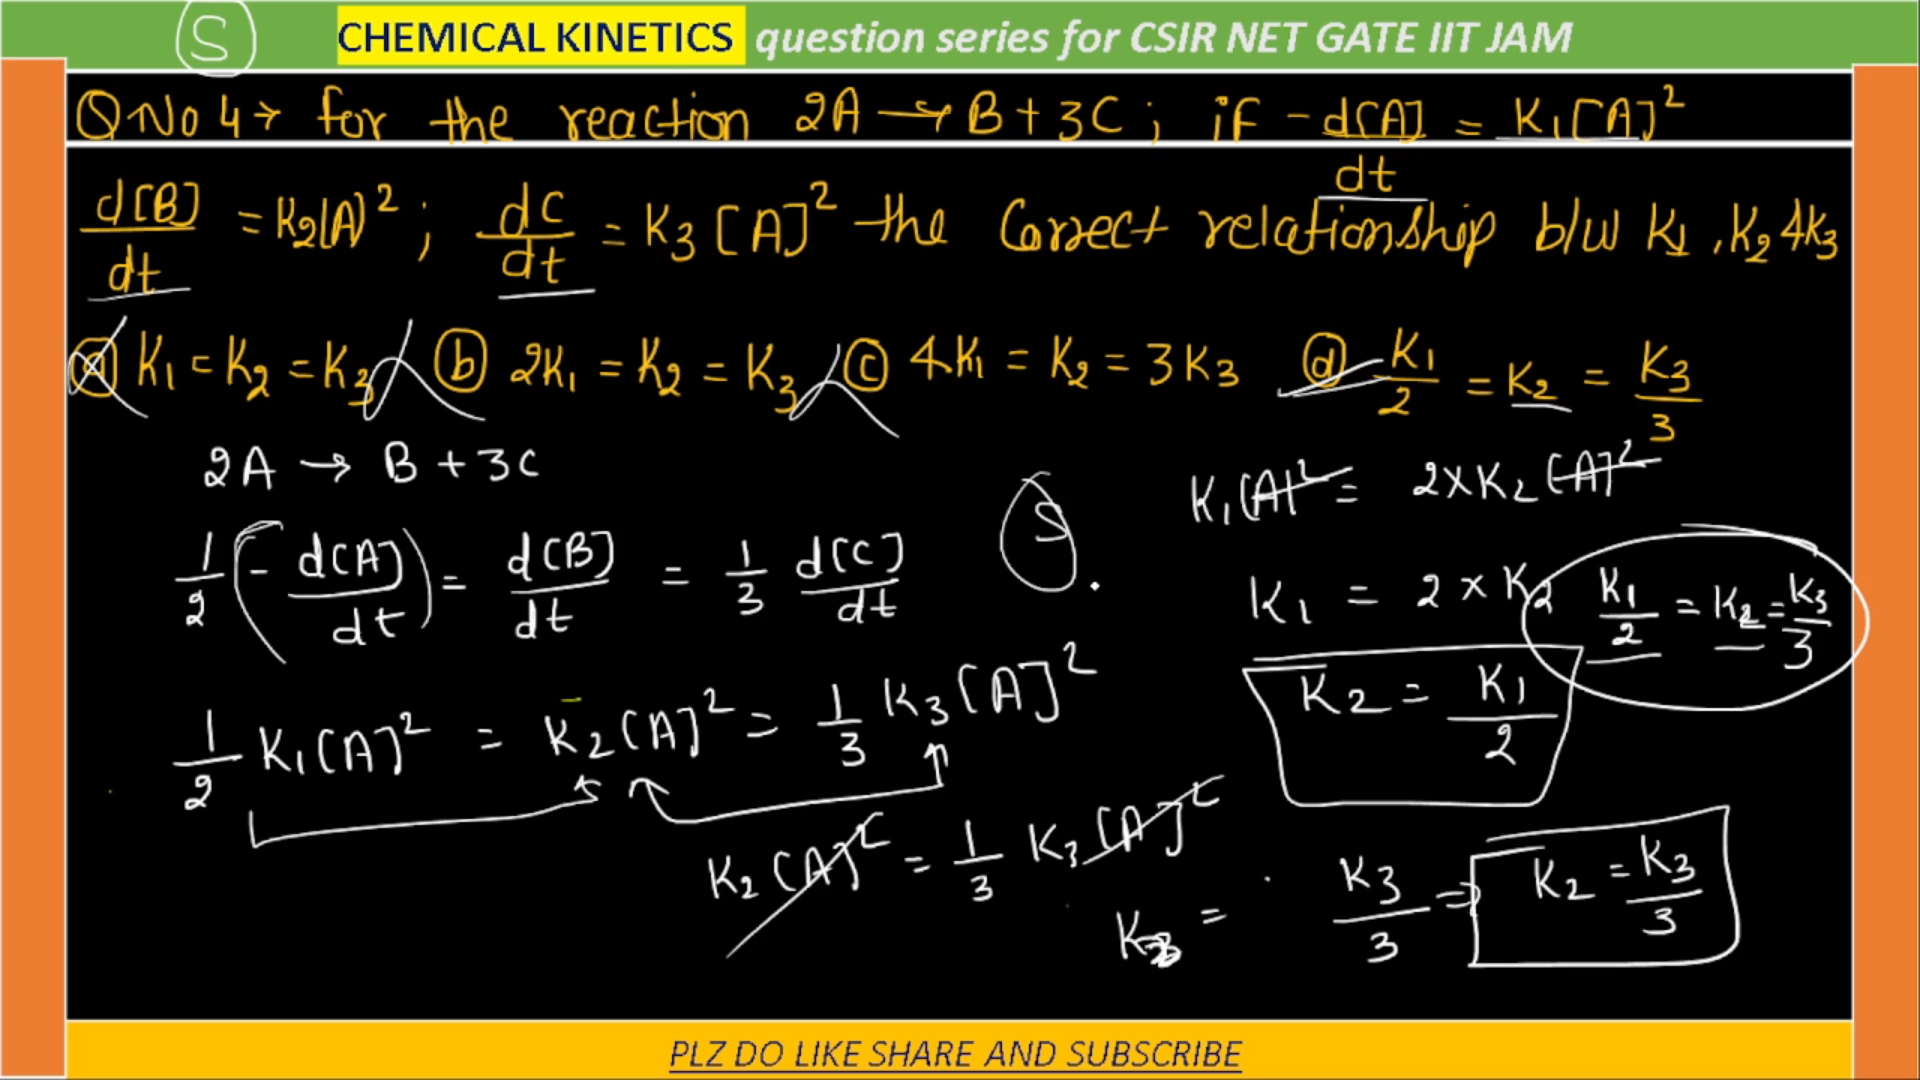 S CHEMICAL KINETICS question series for CSIR NET GATE IIT JAM
Q No 4→ for the reaction 2A → B + 3C ; if -d[A]/dt = K₁[A]²
d[B]/dt = K₂(A)² ; dC/dt = K₃[A]² the Correct relationship b/w K₁, K₂ & K₃
ⓐ K₁ = K₂ = K₃ ⓑ 2K₁ = K₂ = K₃ ⓒ 4K₁ = K₂ = 3K₃ ⓓ K₁/2 = K₂ = K₃/3
2A → B + 3C
1/2 (- d[A]/dt) = d[B]/dt = 1/3 d[C]/dt
1/2 K₁[A]² = K₂[A]² = 1/3 K₃[A]²
K₂[A]² = 1/3 K₃[A]²
K₃ = K₃/3 ⇒ K₂ = K₃/3
S
K₁[A]² = 2×K₂[A]²
K₁ = 2 × K₂
K₁/2 = K₂ = K₃/3
K₂ = K₁/2
PLZ DO LIKE SHARE AND SUBSCRIBE